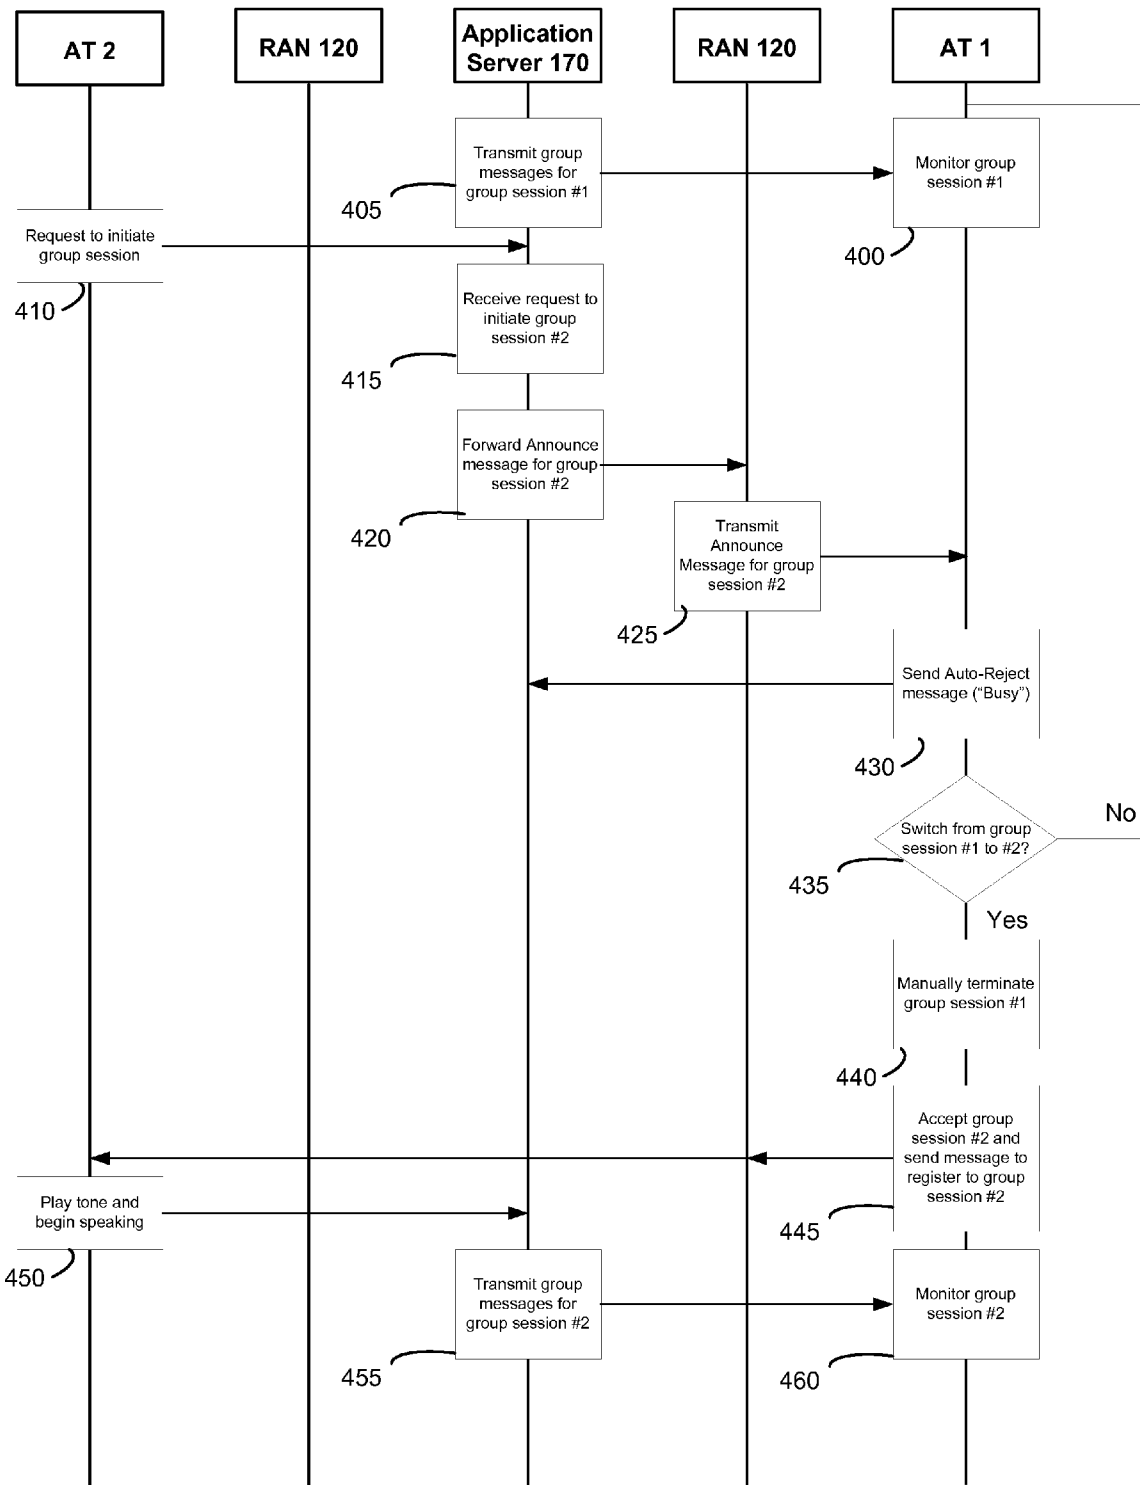 AT 2
RAN 120
Application
Server 170
RAN 120
AT 1
Transmit group
messages for
group session #1
405
Monitor group
session #1
400
Request to initiate
group session
410
Receive request to
initiate group
session #2
415
Forward Announce
message for group
session #2
420
Transmit
Announce
Message for group
session #2
425
Send Auto-Reject
message ("Busy")
430
Switch from group
session #1 to #2?
435
No
Yes
Manually terminate
group session #1
440
Accept group
session #2 and
send message to
register to group
session #2
445
Play tone and
begin speaking
450
Transmit group
messages for
group session #2
455
Monitor group
session #2
460